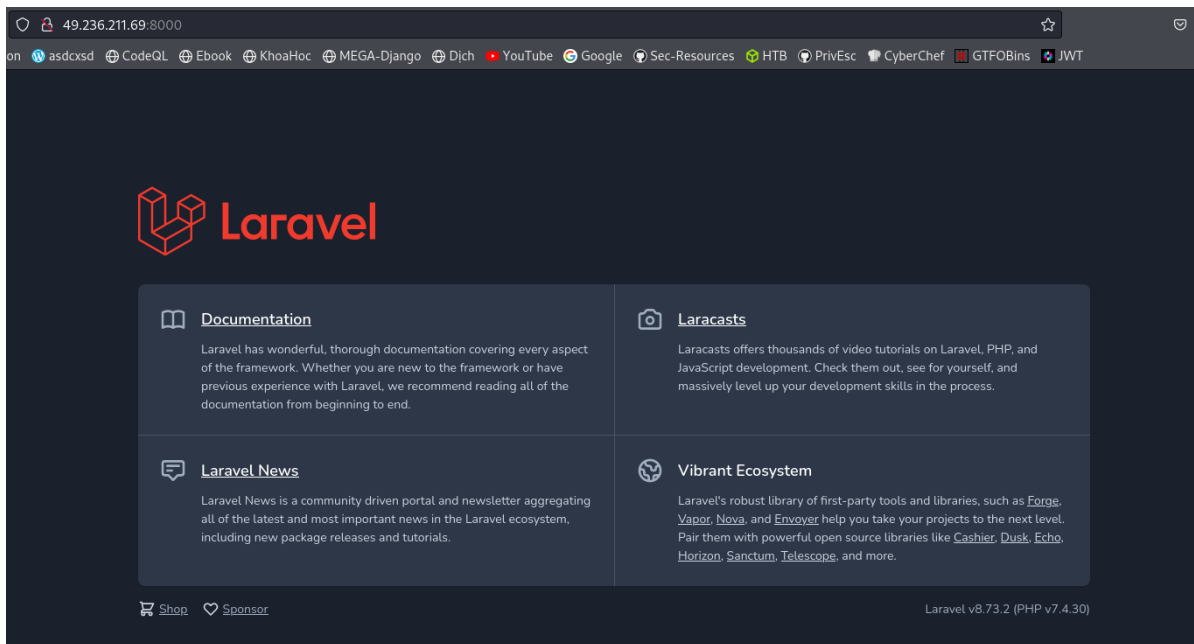 49.236.211.69:8000
on asdcxsd CodeQL Ebook KhoaHoc MEGA-Django Dịch YouTube Google Sec-Resources HTB PrivEsc CyberChef GTFOBins JWT
Laravel
Documentation
Laravel has wonderful, thorough documentation covering every aspect
of the framework. Whether you are new to the framework or have
previous experience with Laravel, we recommend reading all of the
documentation from beginning to end.
Laracasts
Laracasts offers thousands of video tutorials on Laravel, PHP, and
JavaScript development. Check them out, see for yourself, and
massively level up your development skills in the process.
Laravel News
Laravel News is a community driven portal and newsletter aggregating
all of the latest and most important news in the Laravel ecosystem,
including new package releases and tutorials.
Vibrant Ecosystem
Laravel's robust library of first-party tools and libraries, such as Forge,
Vapor, Nova, and Envoyer help you take your projects to the next level.
Pair them with powerful open source libraries like Cashier, Dusk, Echo,
Horizon, Sanctum, Telescope, and more.
Shop Sponsor
Laravel v8.73.2 (PHP v7.4.30)